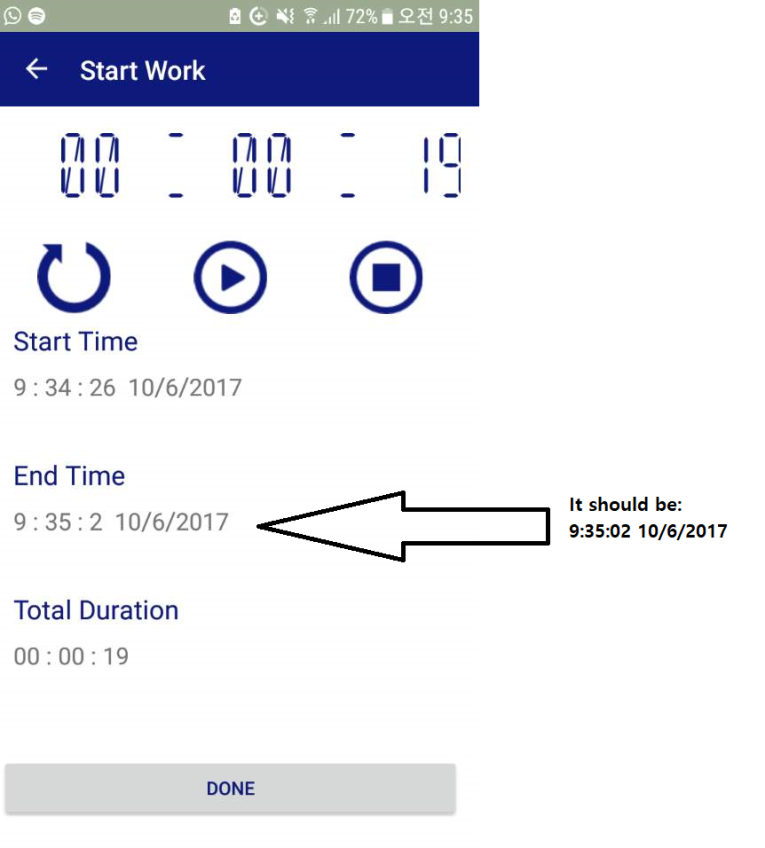 72% 오전 9:35
Start Work
00 : 00 : 19
Start Time
9 : 34 : 26 10/6/2017
End Time
9 : 35 : 2 10/6/2017
It should be:
9:35:02 10/6/2017
Total Duration
00 : 00 : 19
DONE